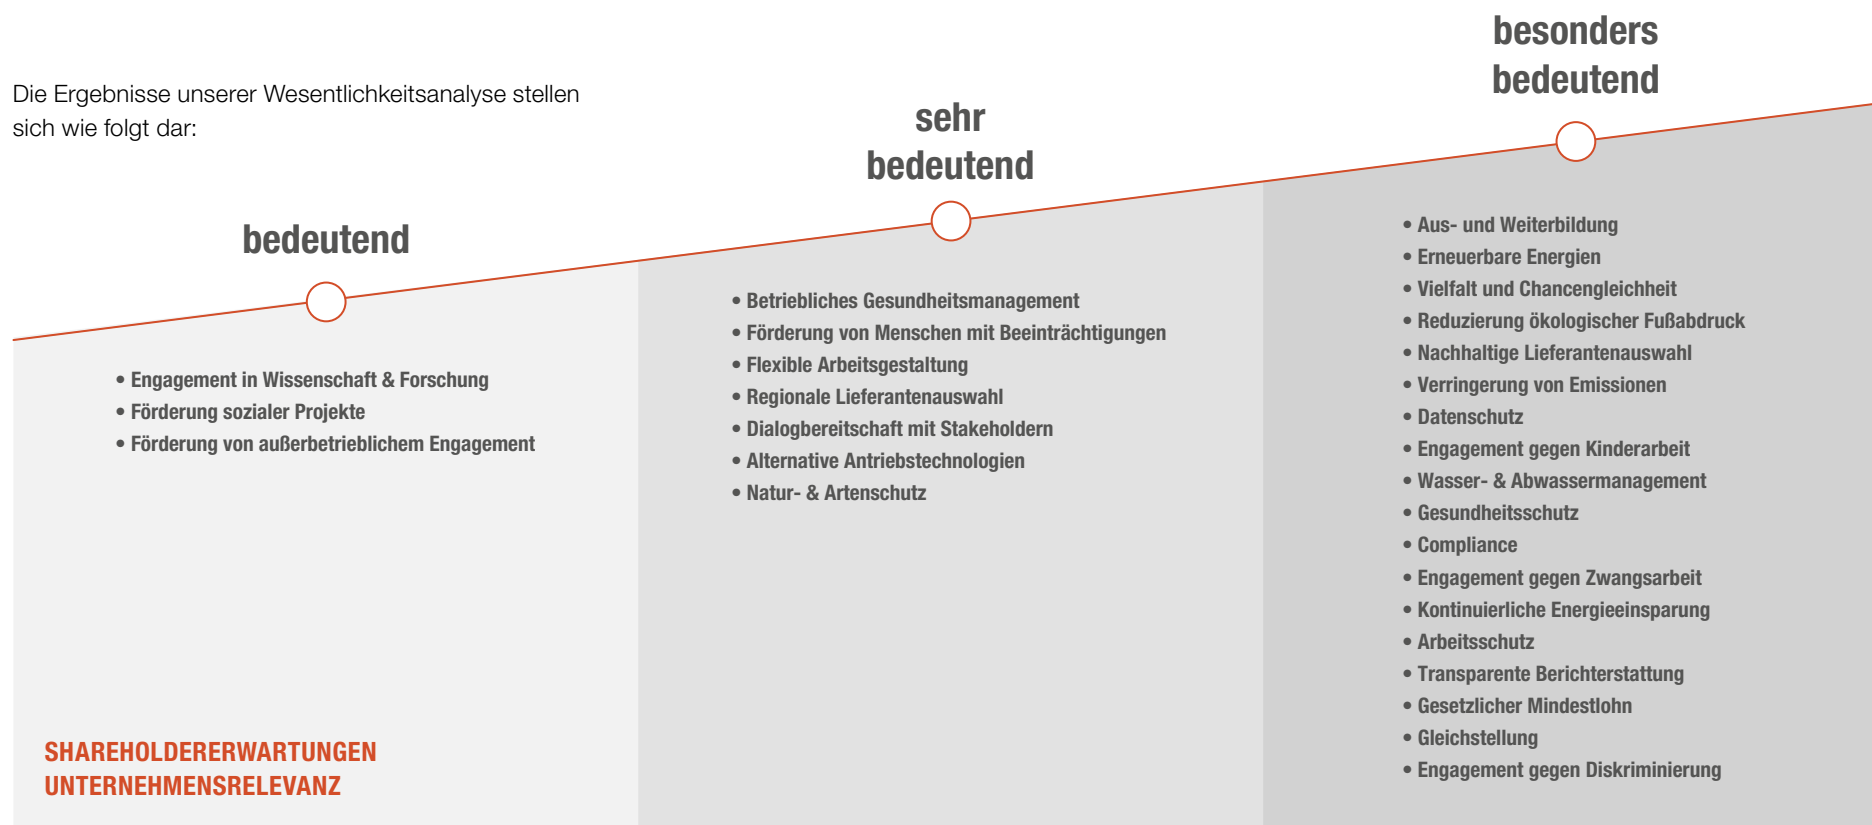 Die Ergebnisse unserer Wesentlichkeitsanalyse stellen
sich wie folgt dar:
bedeutend
• Engagement in Wissenschaft & Forschung
• Förderung sozialer Projekte
• Förderung von außerbetrieblichem Engagement
SHAREHOLDERERWARTUNGEN
UNTERNEHMENSRELEVANZ
sehr
bedeutend
• Betriebliches Gesundheitsmanagement
• Förderung von Menschen mit Beeinträchtigungen
• Flexible Arbeitsgestaltung
• Regionale Lieferantenauswahl
• Dialogbereitschaft mit Stakeholdern
• Alternative Antriebstechnologien
• Natur- & Artenschutz
besonders
bedeutend
• Aus- und Weiterbildung
• Erneuerbare Energien
• Vielfalt und Chancengleichheit
• Reduzierung ökologischer Fußabdruck
• Nachhaltige Lieferantenauswahl
• Verringerung von Emissionen
• Datenschutz
• Engagement gegen Kinderarbeit
• Wasser- & Abwassermanagement
• Gesundheitsschutz
• Compliance
• Engagement gegen Zwangsarbeit
• Kontinuierliche Energieeinsparung
• Arbeitsschutz
• Transparente Berichterstattung
• Gesetzlicher Mindestlohn
• Gleichstellung
• Engagement gegen Diskriminierung